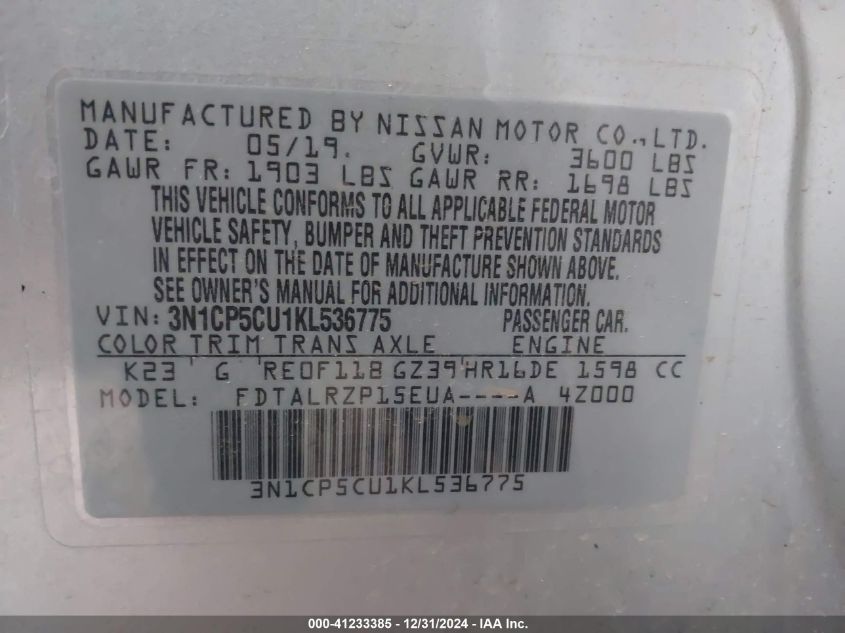 MANUFACTURED BY NISSAN MOTOR CO.,LTD.
DATE: 05/19. GVWR: 3600 LBS
GAWR FR: 1903 LBS GAWR RR: 1698 LBS
THIS VEHICLE CONFORMS TO ALL APPLICABLE FEDERAL MOTOR
VEHICLE SAFETY, BUMPER AND THEFT PREVENTION STANDARDS
IN EFFECT ON THE DATE OF MANUFACTURE SHOWN ABOVE.
SEE OWNER'S MANUAL FOR ADDITIONAL INFORMATION.
VIN: 3N1CP5CU1KL536775 PASSENGER CAR.
COLOR TRIM TRANS AXLE ENGINE
K23 G RE0F11B GZ39 HR16DE 1598 CC
MODEL: FDTALRZP15EUA----A 4Z000
3N1CP5CU1KL536775
000-41233385 - 12/31/2024 - IAA Inc.